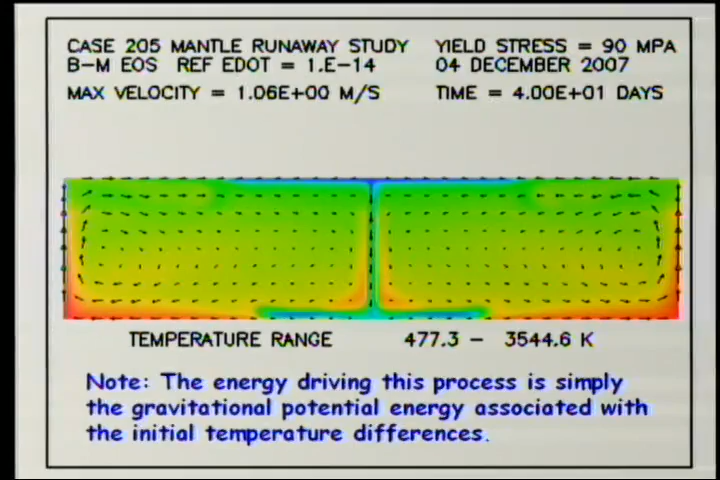 CASE 205 MANTLE RUNAWAY STUDY YIELD STRESS = 90 MPA
B-M EOS REF EDOT = 1.E-14 04 DECEMBER 2007
MAX VELOCITY = 1.06E+00 M/S TIME = 4.00E+01 DAYS
TEMPERATURE RANGE 477.3 - 3544.6 K
Note: The energy driving this process is simply
the gravitational potential energy associated with
the initial temperature differences.